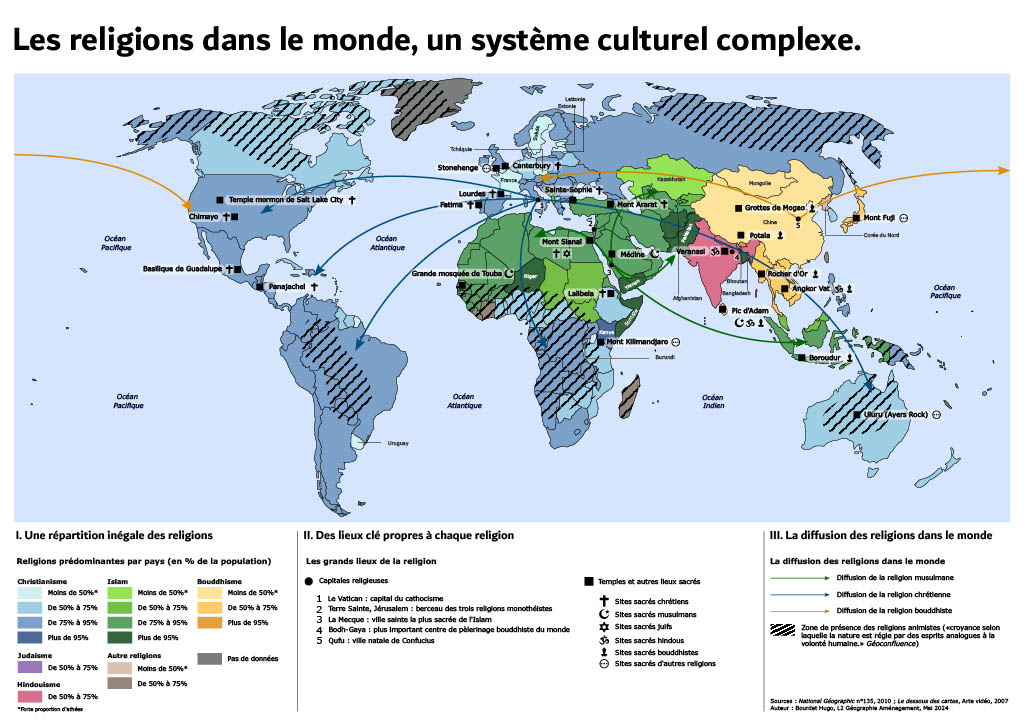 Les religions dans le monde, un système culturel complexe.
Lettonie
Estonie
Suède
Tchéquie
Stonehenge
Canterbury
France
Lourdes
Fatima
Sainte-Sophie
Mont Ararat
Kazakhstan
Mongolie
Grottes de Mogao
Chine
5
Mont Fuji
Corée du Nord
Potala
Temple mormon de Salt Lake City
Chimayo
Océan
Pacifique
Océan
Atlantique
1
2
Mont Sianaï
Médine
3
Varanasi
4
Basilique de Guadalupe
Panajachel
Grande mosquée de Touba
Niger
Yemen
Lalibela
Somalie
Afghanistan
Bhoutan
Bangladesh
Rocher d'Or
Angkor Vat
Océan
Pacifique
Pic d'Adam
Kenya
Mont Kilimandjaro
Burundi
Boroudur
Océan
Pacifique
Océan
Atlantique
Océan
Indien
Uluru (Ayers Rock)
Uruguay
I. Une répartition inégale des religions
Religions prédominantes par pays (en % de la population)
Christianisme
Moins de 50%*
De 50% à 75%
De 75% à 95%
Plus de 95%
Judaisme
De 50% à 75%
Hindouisme
De 50% à 75%
*Forte proportion d'athées
Islam
Moins de 50%*
De 50% à 75%
De 75% à 95%
Plus de 95%
Autre religions
Moins de 50%*
De 50% à 75%
Bouddhisme
Moins de 50%*
De 50% à 75%
Plus de 95%
Pas de données
II. Des lieux clé propres à chaque religion
Les grands lieux de la religion
Capitales religieuses
1 Le Vatican : capital du cathocisme
2 Terre Sainte, Jérusalem : berceau des trois religions monothéistes
3 La Mecque : ville sainte la plus sacrée de l'Islam
4 Bodh-Gaya : plus important centre de pèlerinage bouddhiste du monde
5 Qufu : ville natale de Confucius
Temples et autres lieux sacrés
Sites sacrés chrétiens
Sites sacrés musulmans
Sites sacrés juifs
Sites sacrés hindous
Sites sacrés bouddhistes
Sites sacrés d'autres religions
III. La diffusion des religions dans le monde
La diffusion des religions dans le monde
Diffusion de la religion musulmane
Diffusion de la religion chrétienne
Diffusion de la religion bouddhiste
Zone de présence des religions animistes («croyance selon
laquelle la nature est régie par des esprits analogues à la
volonté humaine.» Géoconfluence)
Sources : National Géographic n°135, 2010 ; Le dessous des cartes, Arte vidéo, 2007
Auteur : Bourdet Hugo, L2 Géographie Aménagement, Mai 2024